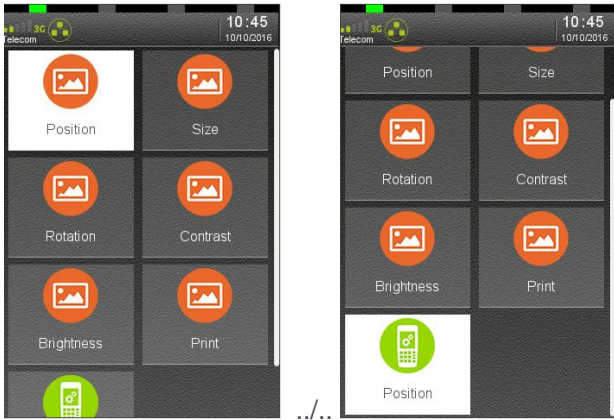 10:45
3G
Telecom
10/10/2016
Position Size
Rotation Contrast
Brightness Print
../..
10:45
3G
Telecom
10/10/2016
Position Size
Rotation Contrast
Brightness Print
Position